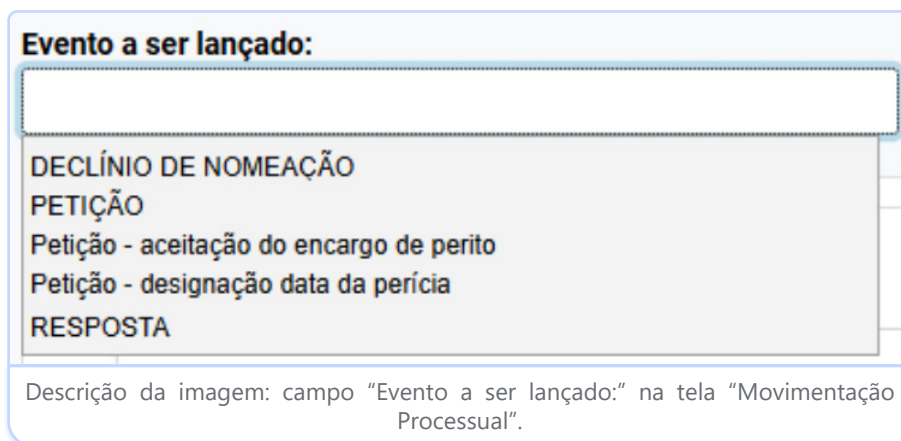 Evento a ser lançado:
DECLÍNIO DE NOMEAÇÃO
PETIÇÃO
Petição - aceitação do encargo de perito
Petição - designação data da perícia
RESPOSTA
Descrição da imagem: campo “Evento a ser lançado:” na tela “Movimentação
Processual”.